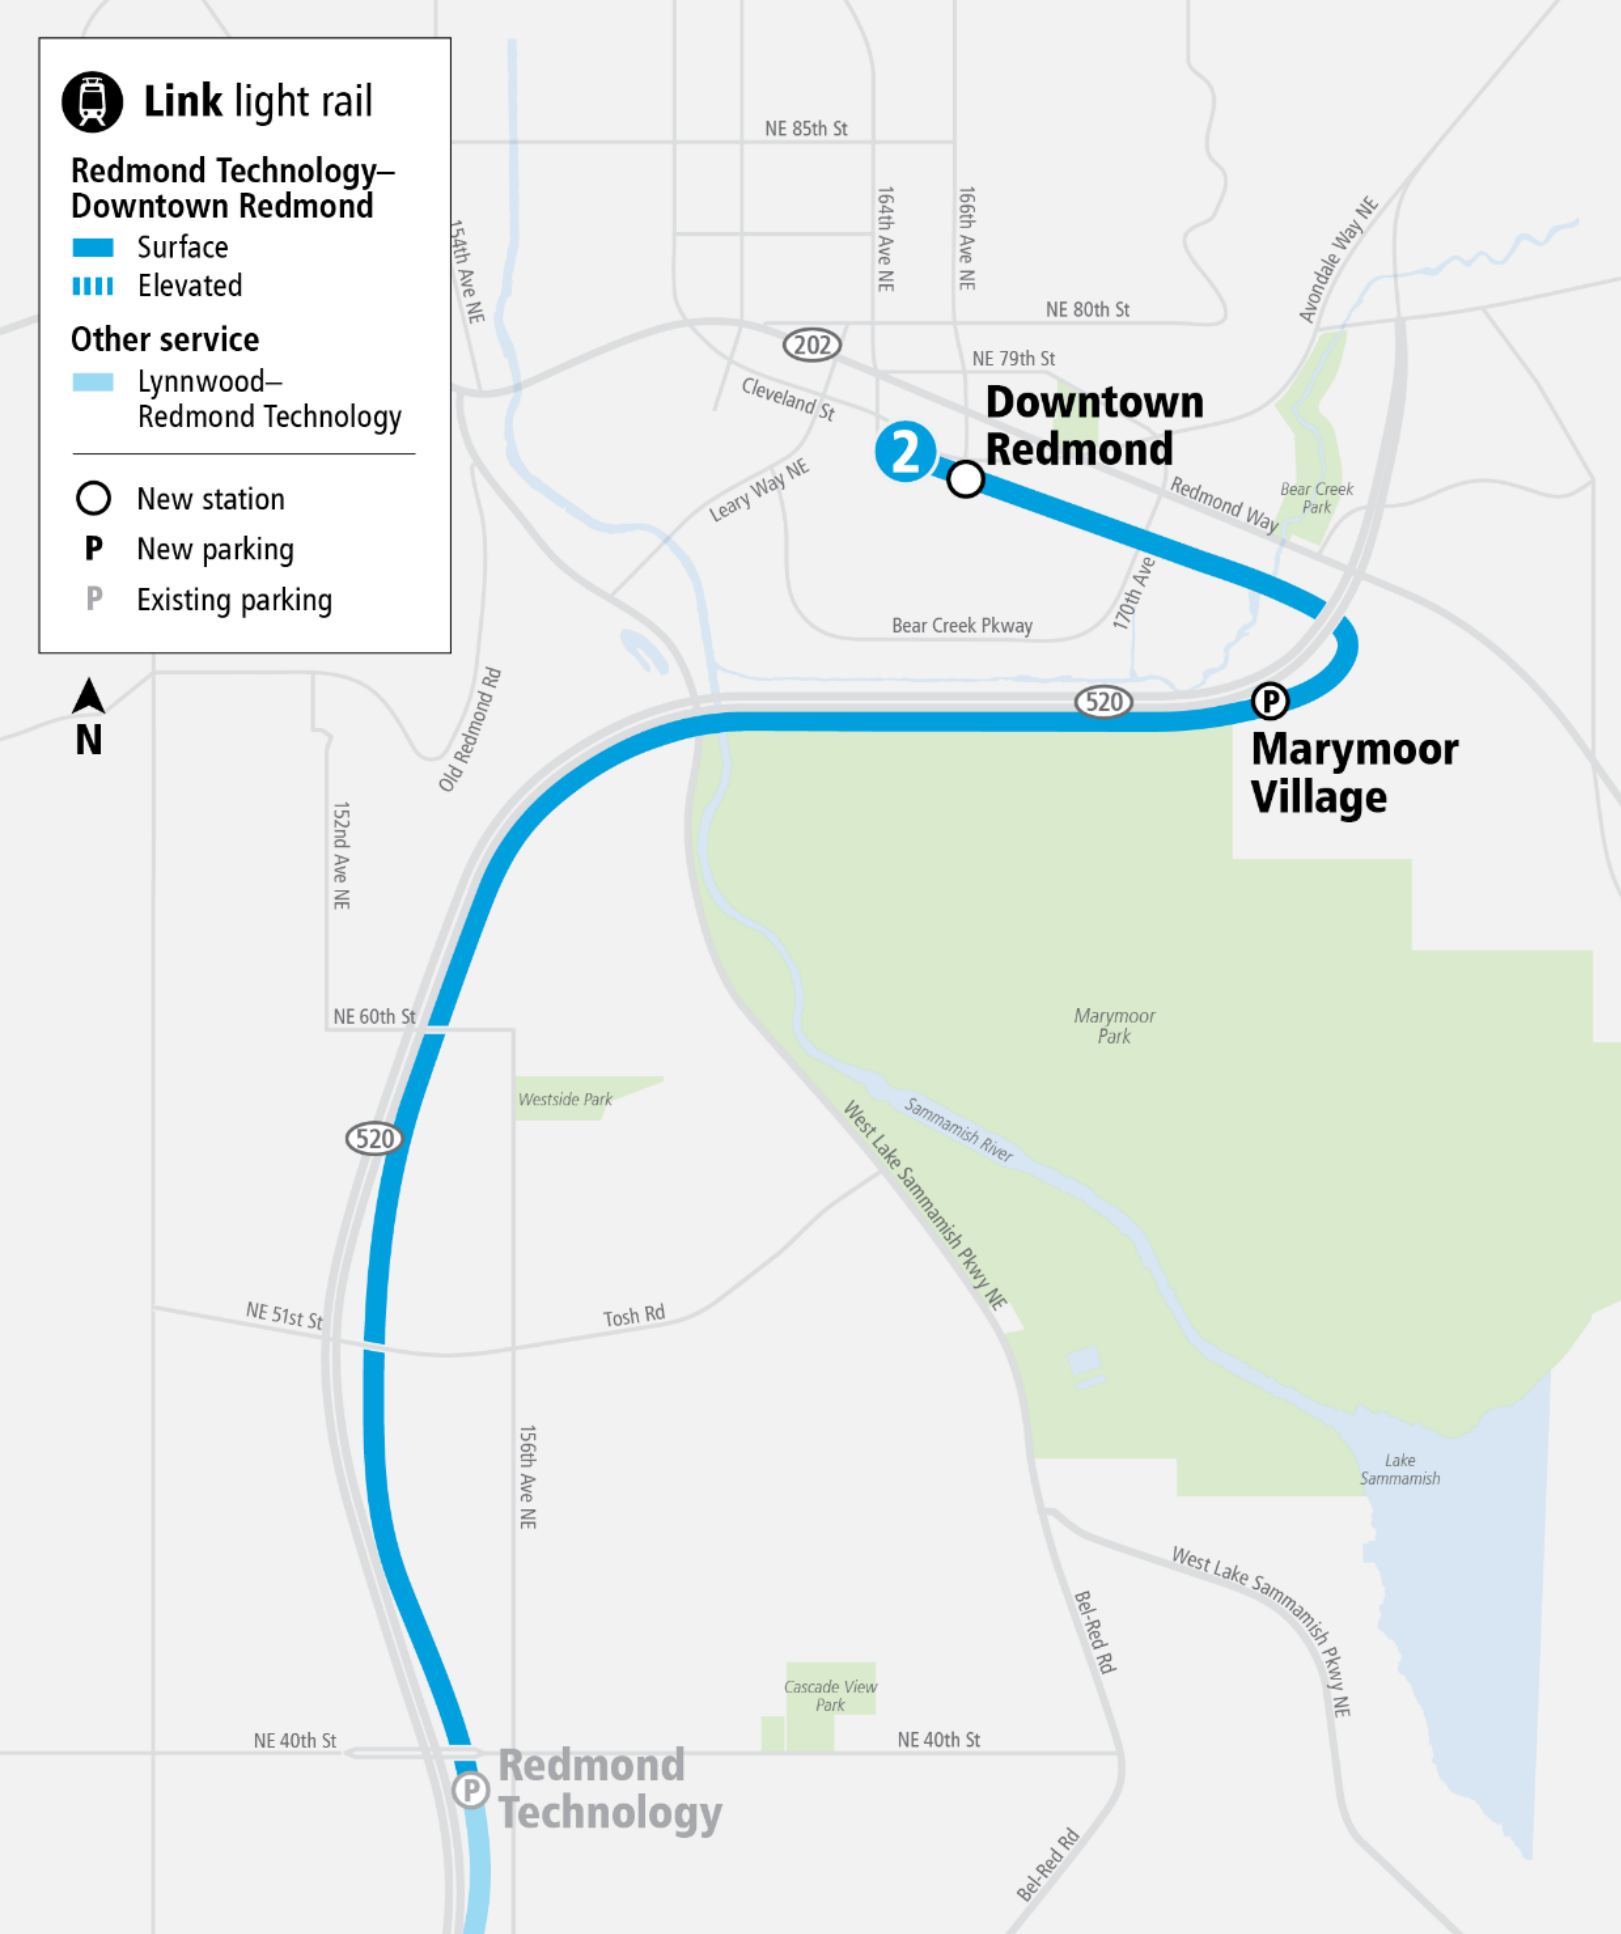 Link light rail
Redmond Technology–
Downtown Redmond
Surface
Elevated
Other service
Lynnwood–
Redmond Technology
New station
P
New parking
P
Existing parking
N
NE 85th St
154th Ave NE
164th Ave NE
166th Ave NE
Avondale Way NE
NE 80th St
202
NE 79th St
Cleveland St
Downtown
Redmond
2
Leary Way NE
Redmond Way
Bear Creek
Park
170th Ave
Bear Creek Pkway
Old Redmond Rd
520
P
Marymoor
Village
152nd Ave NE
NE 60th St
Marymoor
Park
Westside Park
520
Sammamish River
West Lake Sammamish Pkwy NE
NE 51st St
Tosh Rd
156th Ave NE
Lake
Sammamish
West Lake Sammamish Pkwy NE
Bel-Red Rd
Cascade View
Park
NE 40th St
NE 40th St
P
Redmond
Technology
Bel-Red Rd